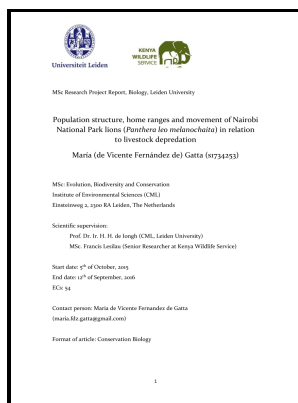 Universiteit Leiden
KENYA
WILDLIFE
SERVICE
MSc Research Project Report, Biology, Leiden University
Population structure, home ranges and movement of Nairobi
National Park lions (Panthera leo melanochaita) in relation
to livestock depredation
María (de Vicente Fernández de) Gatta (s1734253)
MSc: Evolution, Biodiversity and Conservation
Institute of Environmental Sciences (CML)
Einsteinweg 2, 2300 RA Leiden, The Netherlands
Scientific supervision:
Prof. Dr. Ir. H. H. de Iongh (CML, Leiden University)
MSc. Francis Lesilau (Senior Researcher at Kenya Wildlife Service)
Start date: 5th of October, 2015
End date: 12th of September, 2016
ECs: 54
Contact person: Maria de Vicente Fernandez de Gatta
(maria.fdz.gatta@gmail.com)
Format of article: Conservation Biology
1